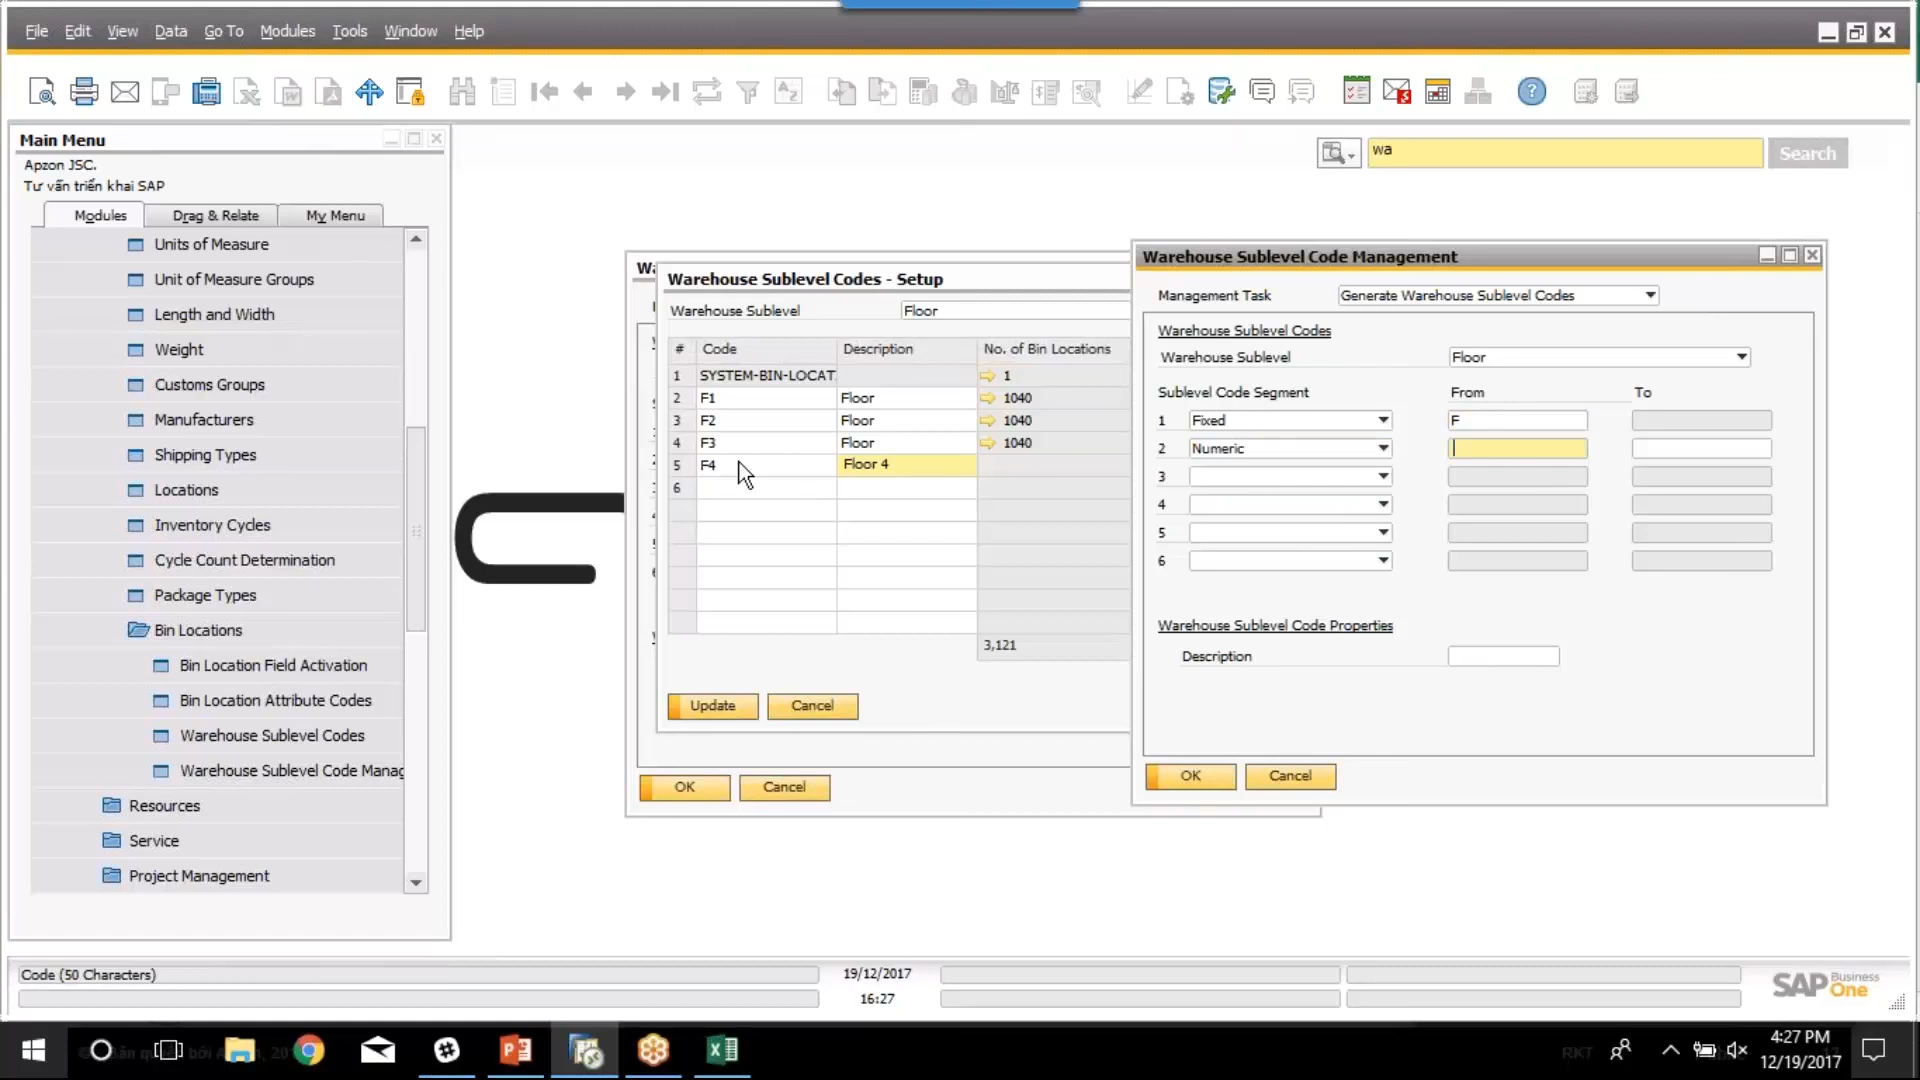 File Edit View Data Go To Modules Tools Window Help
Main Menu
Apzon JSC.
Tư vấn triển khai SAP
Modules Drag & Relate My Menu
Units of Measure
Unit of Measure Groups
Length and Width
Weight
Customs Groups
Manufacturers
Shipping Types
Locations
Inventory Cycles
Cycle Count Determination
Package Types
Bin Locations
Bin Location Field Activation
Bin Location Attribute Codes
Warehouse Sublevel Codes
Warehouse Sublevel Code Manag
Resources
Service
Project Management
wa Search
Wa
Warehouse Sublevel Codes - Setup
Warehouse Sublevel Floor
# Code Description No. of Bin Locations
1 SYSTEM-BIN-LOCAT. 1
2 F1 Floor 1040
3 F2 Floor 1040
4 F3 Floor 1040
5 F4 Floor 4
6
3,121
Update Cancel
OK Cancel
Warehouse Sublevel Code Management
Management Task Generate Warehouse Sublevel Codes
Warehouse Sublevel Codes
Warehouse Sublevel Floor
Sublevel Code Segment From To
1 Fixed F
2 Numeric
3
4
5
6
Warehouse Sublevel Code Properties
Description
OK Cancel
Code (50 Characters)
19/12/2017
16:27
SAP Business One
4:27 PM
12/19/2017